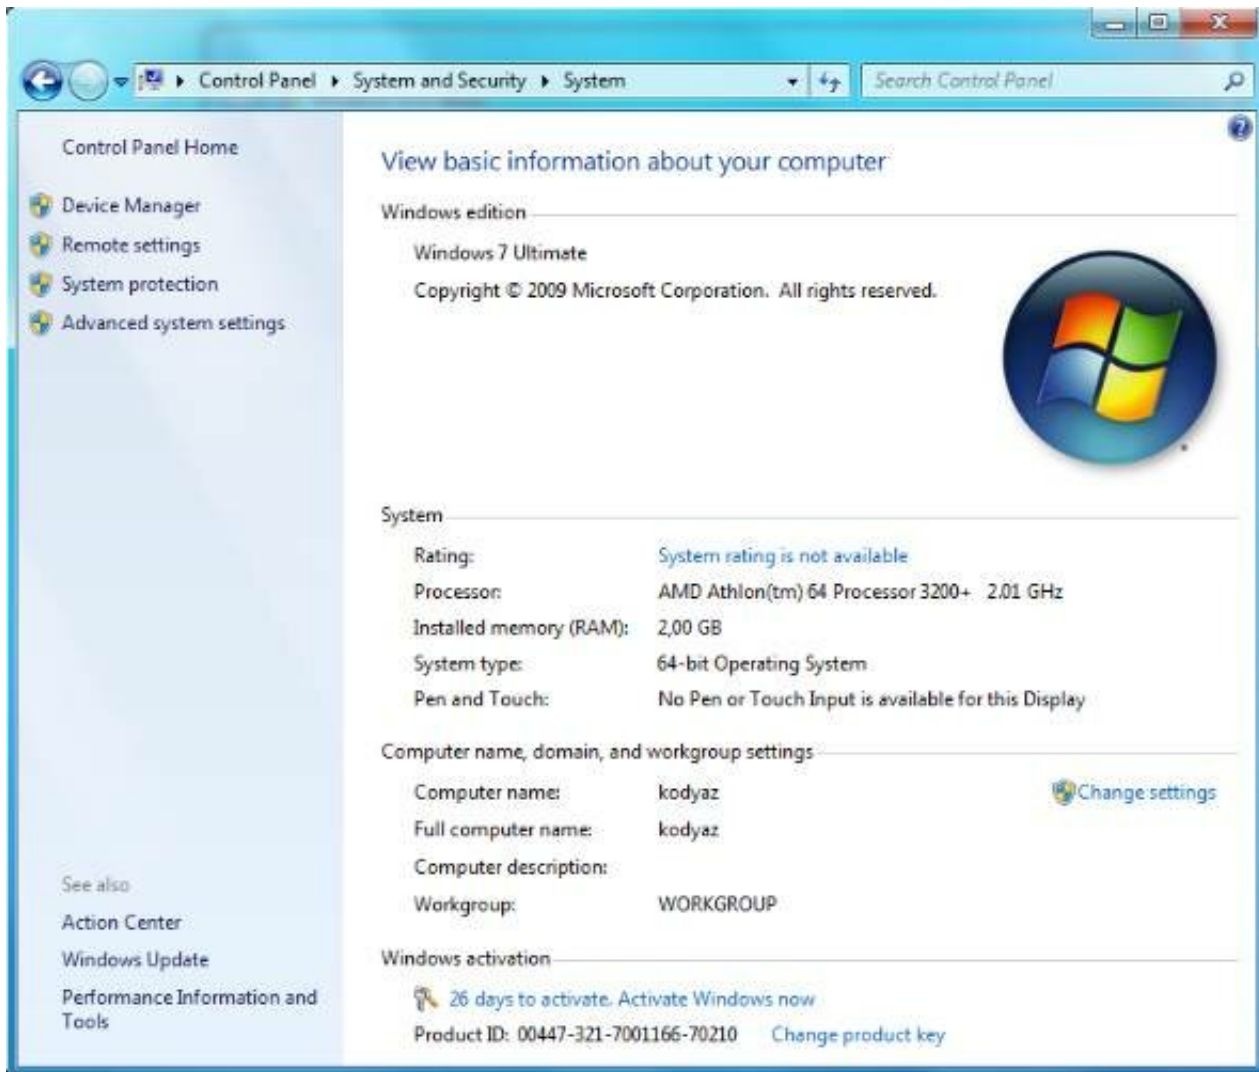 Control Panel System and Security System
Search Control Panel
Control Panel Home
Device Manager
Remote settings
System protection
Advanced system settings
See also
Action Center
Windows Update
Performance Information and
Tools
View basic information about your computer
Windows edition
Windows 7 Ultimate
Copyright © 2009 Microsoft Corporation. All rights reserved.
System
Rating: System rating is not available
Processor: AMD Athlon(tm) 64 Processor 3200+ 2.01 GHz
Installed memory (RAM): 2,00 GB
System type: 64-bit Operating System
Pen and Touch: No Pen or Touch Input is available for this Display
Computer name, domain, and workgroup settings
Computer name: kodyaz Change settings
Full computer name: kodyaz
Computer description:
Workgroup: WORKGROUP
Windows activation
26 days to activate. Activate Windows now
Product ID: 00447-321-7001166-70210 Change product key